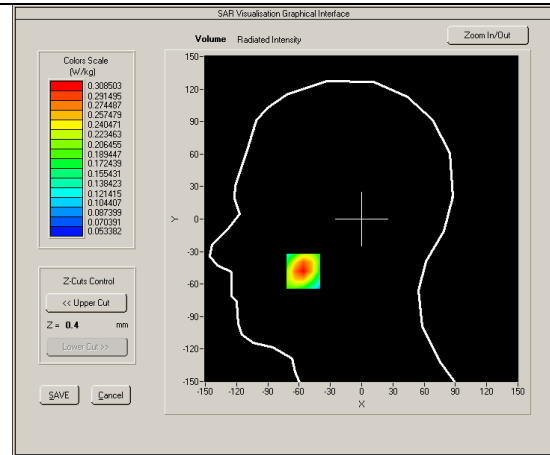 SAR Visualisation Graphical Interface
Volume Radiated Intensity
Zoom In/Out
Colors Scale
(W/kg)
0.308503
0.291495
0.274487
0.257479
0.240471
0.223463
0.206455
0.189447
0.172439
0.155431
0.138423
0.121415
0.104407
0.087399
0.070391
0.053382
Z-Cuts Control
<< Upper Cut
Z = 0.4 mm
Lower Cut >>
SAVE Cancel
150
120
90
60
30
0
-30
-60
-90
-120
-150
Y
-150 -120 -90 -60 -30 0 30 60 90 120 150
X